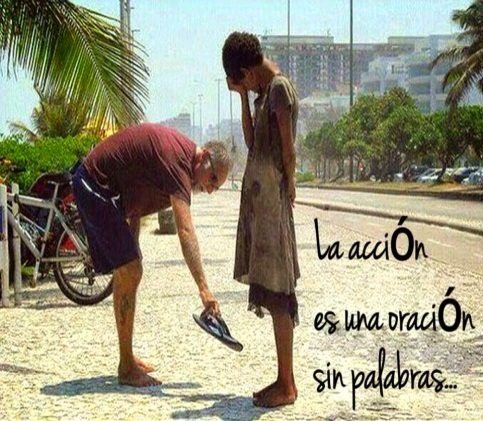 La acciÓn
es una oraciÓn
sin palabras...